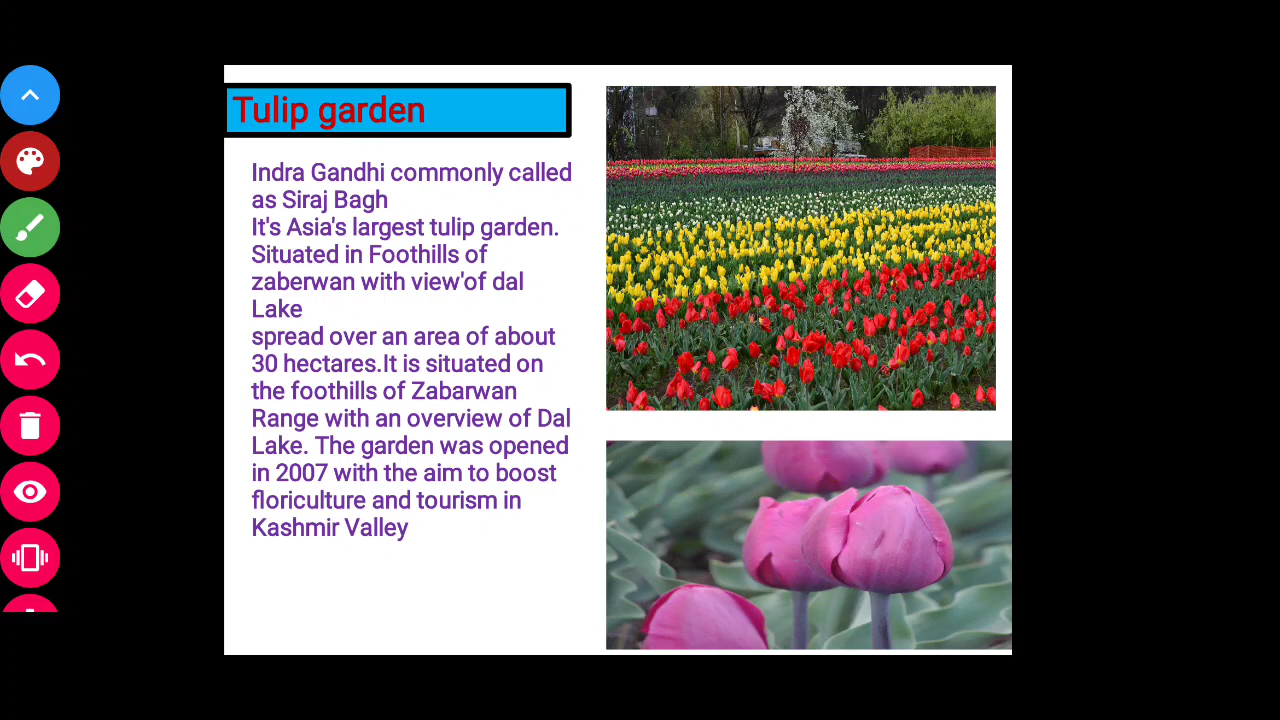 Tulip garden
Indra Gandhi commonly called
as Siraj Bagh
It's Asia's largest tulip garden.
Situated in Foothills of
zaberwan with view'of dal
Lake
spread over an area of about
30 hectares.It is situated on
the foothills of Zabarwan
Range with an overview of Dal
Lake. The garden was opened
in 2007 with the aim to boost
floriculture and tourism in
Kashmir Valley